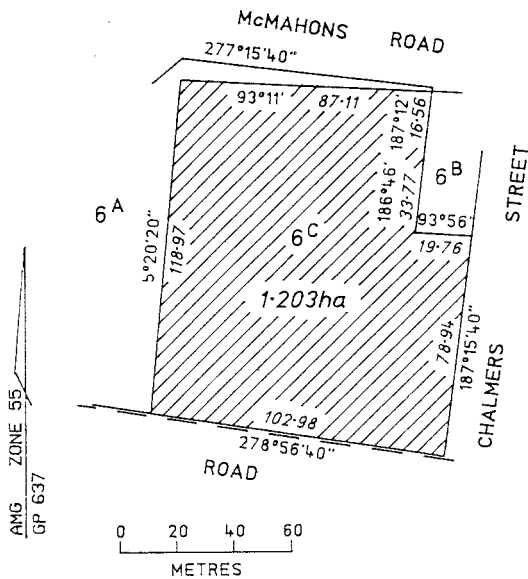 McMAHONS ROAD
277°15'40"
93°11' 87.11
187°12'
16.56
6B
STREET
186°46'
33.77
93°56'
19.76
6A
6C
5°20'20"
118.97
1.203ha
78.94
187°15'40"
CHALMERS
102.98
278°56'40"
ROAD
AMG ZONE 55
GP 637
0 20 40 60
METRES